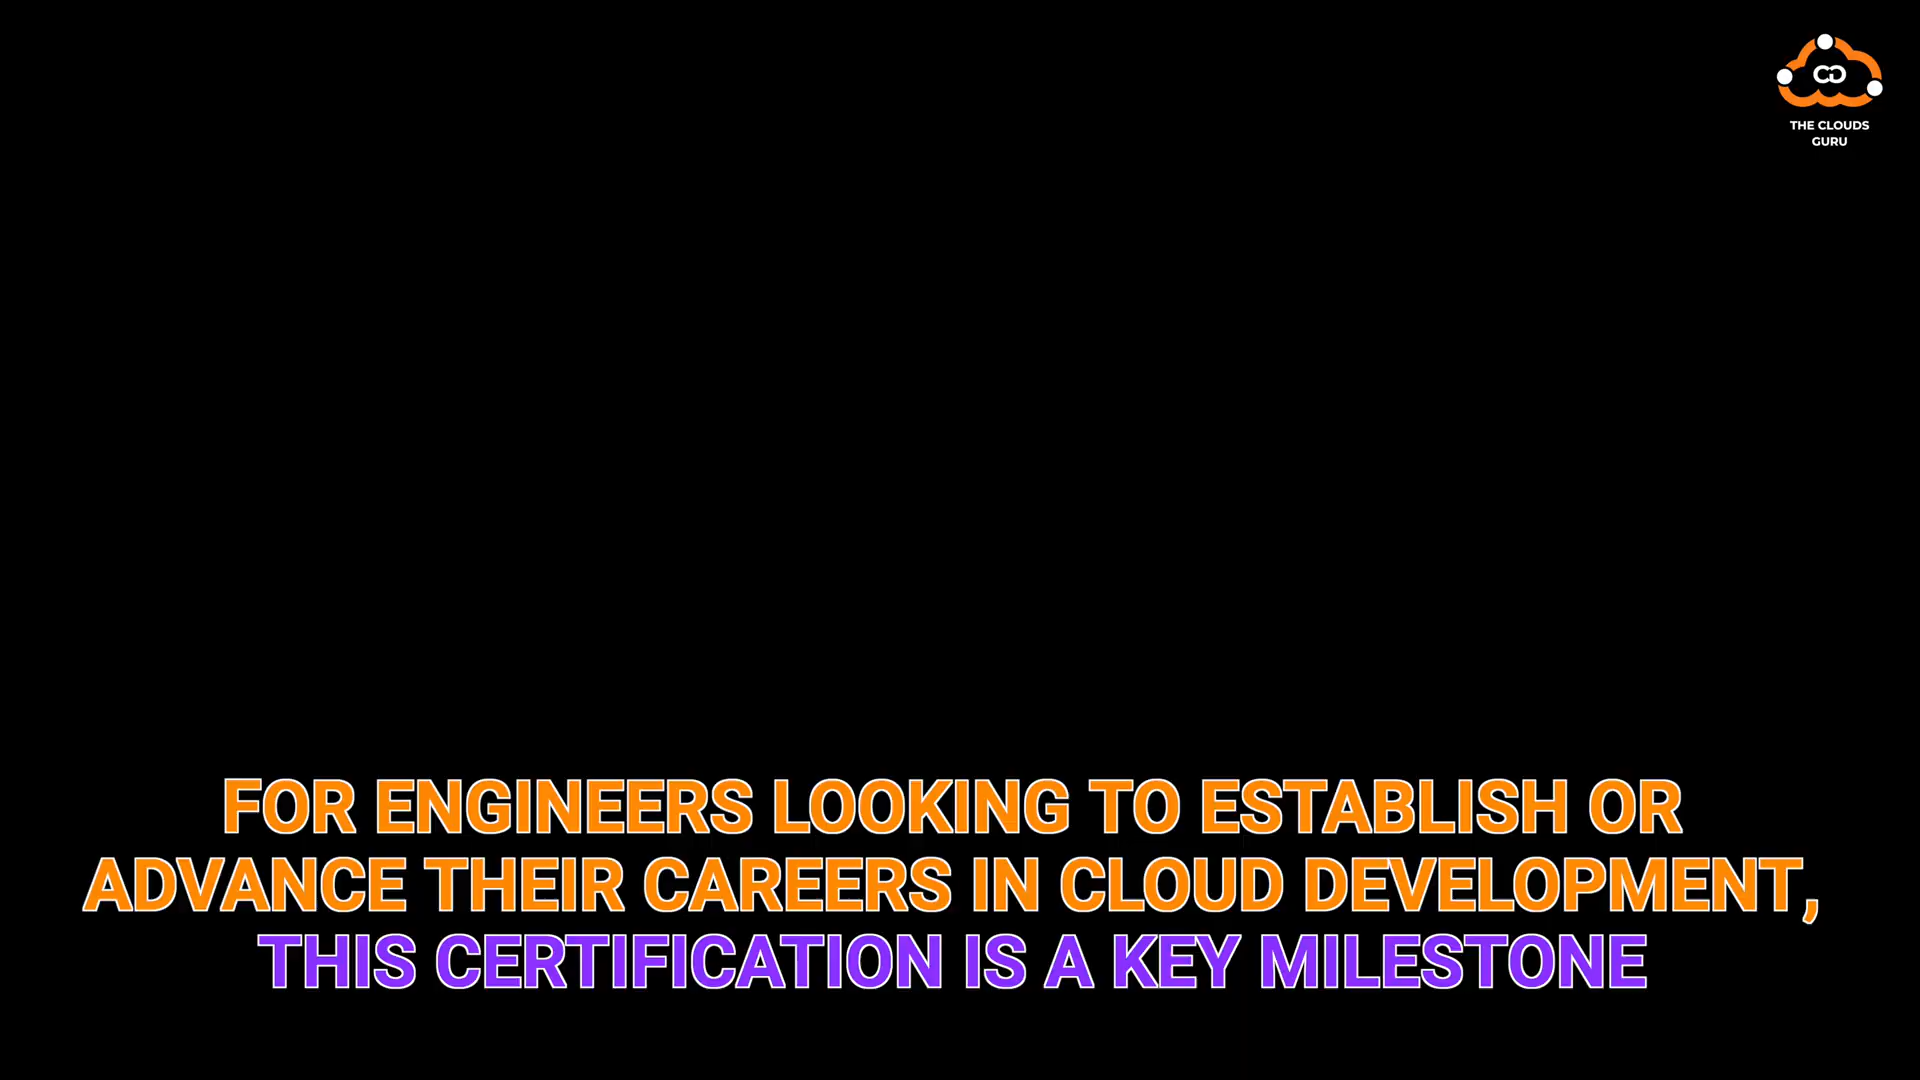 CG
THE CLOUDS
GURU
FOR ENGINEERS LOOKING TO ESTABLISH OR
ADVANCE THEIR CAREERS IN CLOUD DEVELOPMENT,
THIS CERTIFICATION IS A KEY MILESTONE